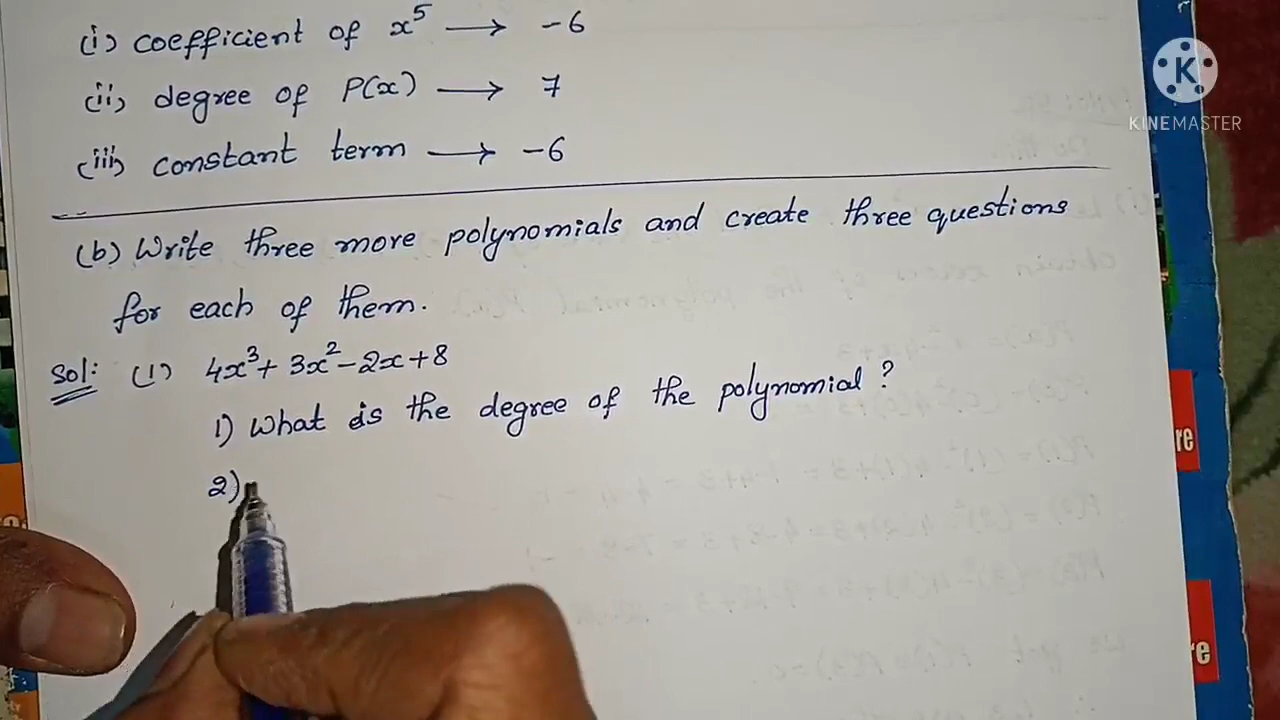 (i) coefficient of x⁵ → -6
(ii) degree of P(x) → 7
(iii) constant term → -6
K
KINEMASTER
(b) Write three more polynomials and create three questions
for each of them.
Sol: (1) 4x³ + 3x² - 2x + 8
1) What is the degree of the polynomial ?
2)
re
re